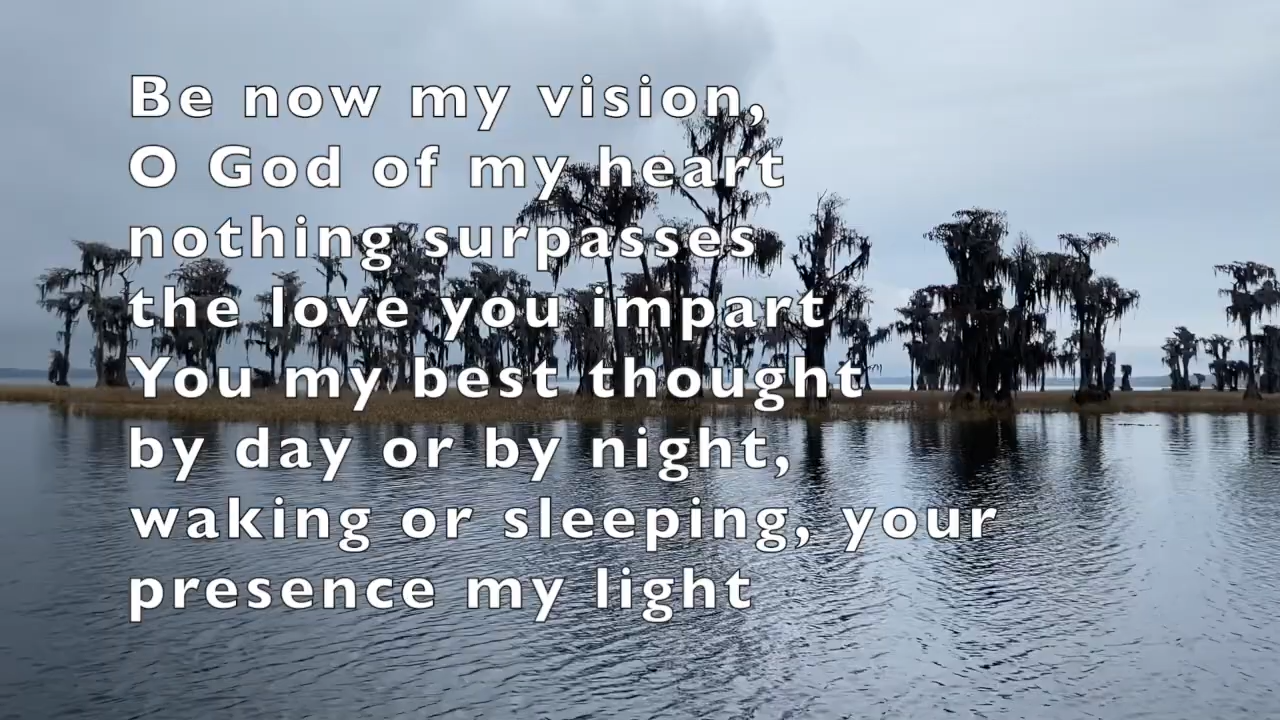 Be now my vision,
O God of my heart
nothing surpasses
the love you impart
You my best thought
by day or by night,
waking or sleeping, your
presence my light